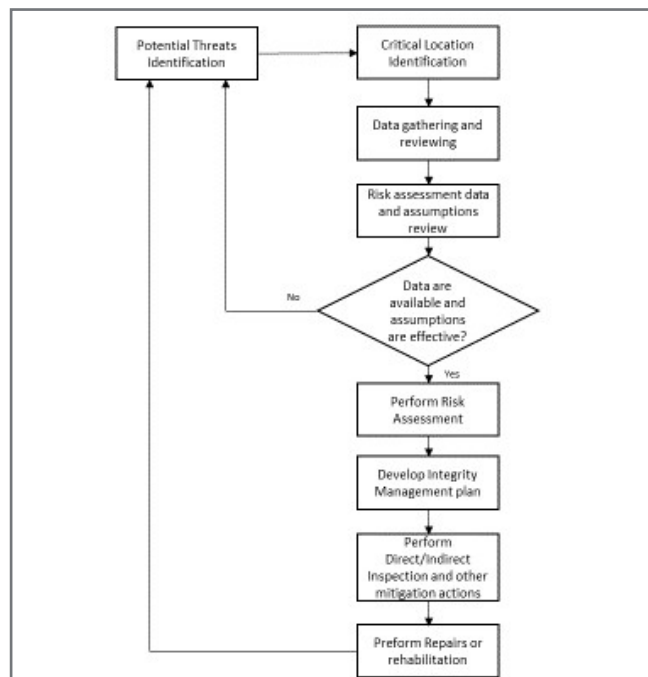 Potential Threats
Identification
Critical Location
Identification
Data gathering and
reviewing
Risk assessment data
and assumptions
review
Data are
available and
assumptions
are effective?
No
Yes
Perform Risk
Assessment
Develop Integrity
Management plan
Perform
Direct/Indirect
Inspection and other
mitigation actions
Preform Repairs or
rehabilitation